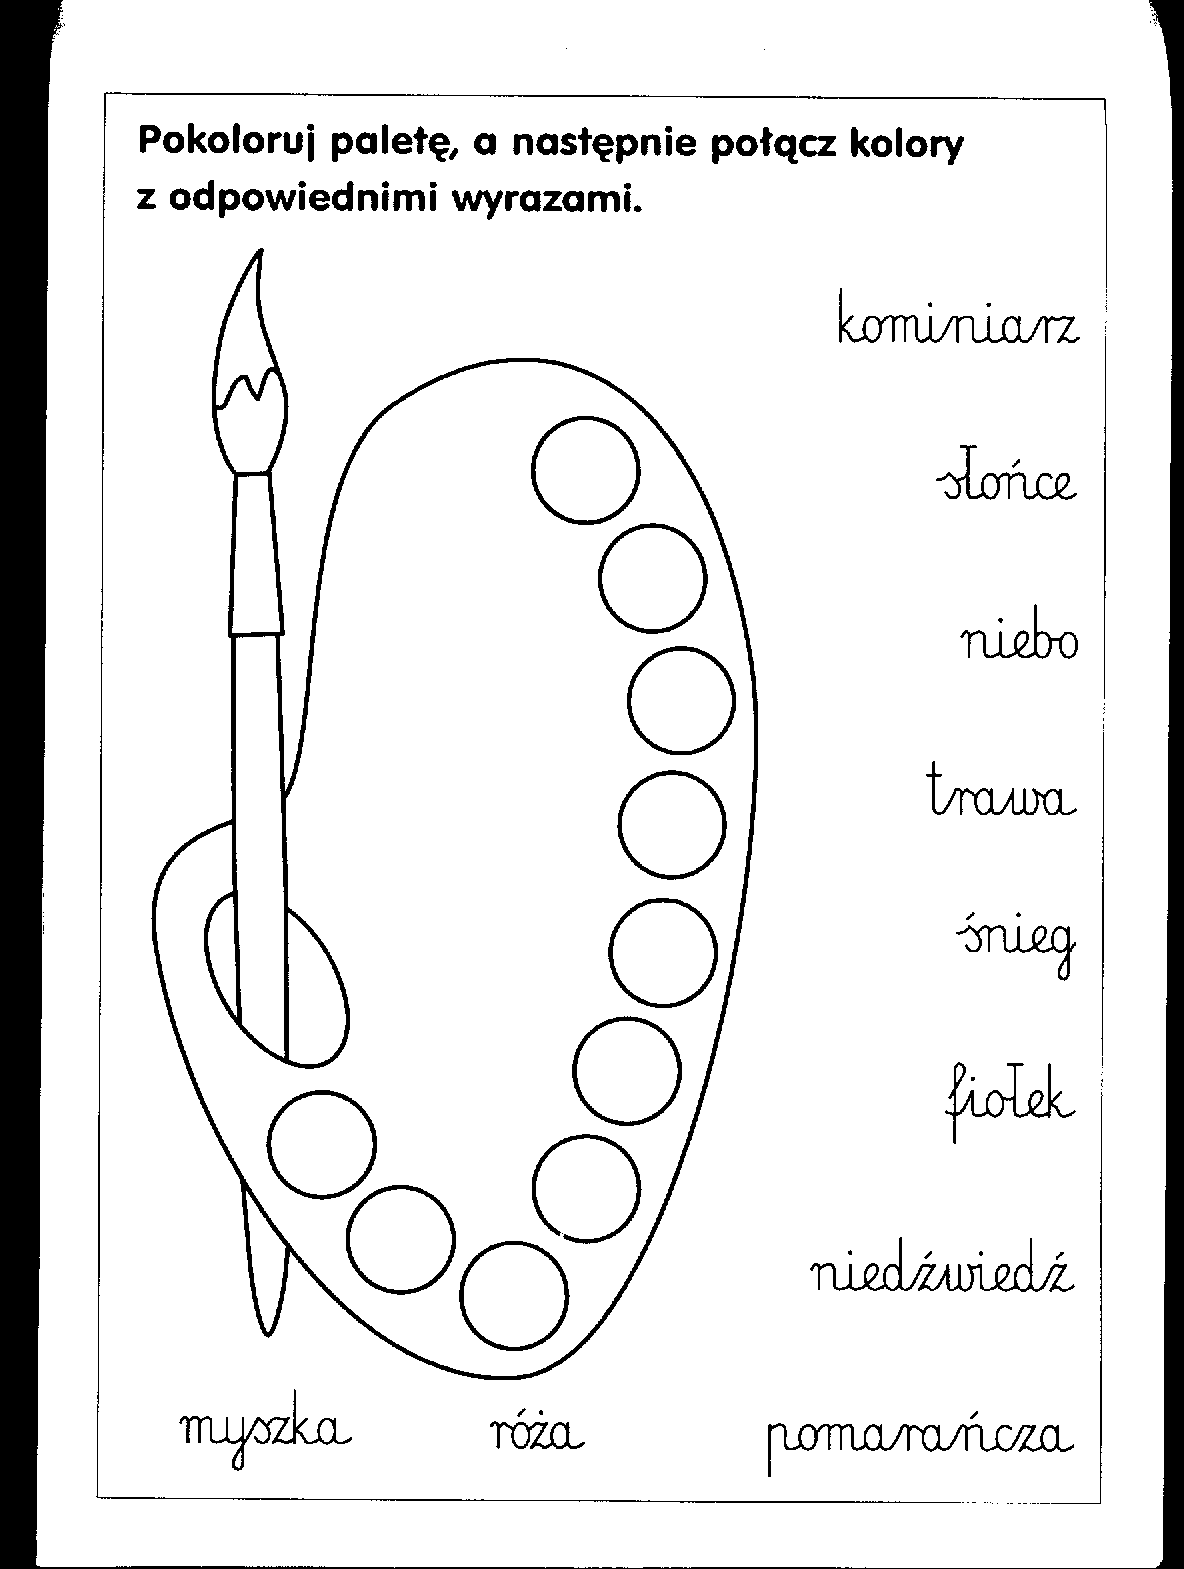 Pokoloruj paletę, a następnie połącz kolory
z odpowiednimi wyrazami.
kominiarz
słońce
niebo
trawa
śnieg
fiołek
niedźwiedź
myszka róża pomarańcza